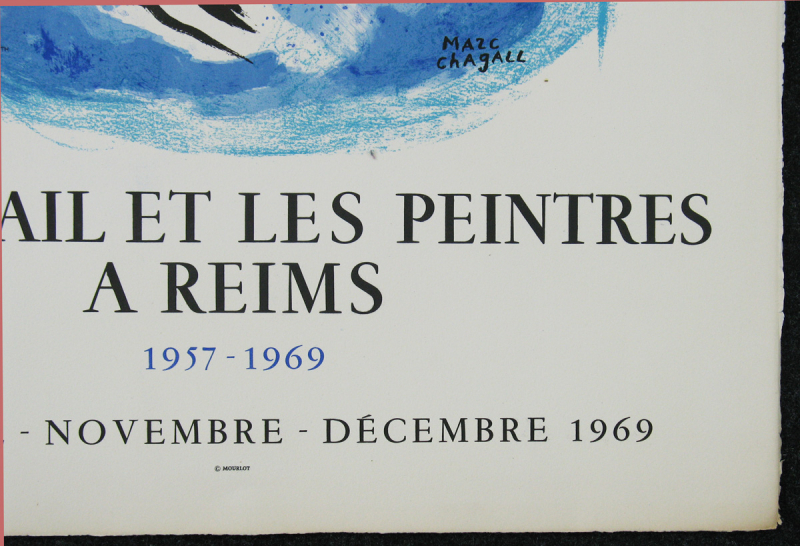 Marc
Chagall
AIL ET LES PEINTRES
A REIMS
1957 - 1969
- NOVEMBRE - DÉCEMBRE 1969
© MOURLOT